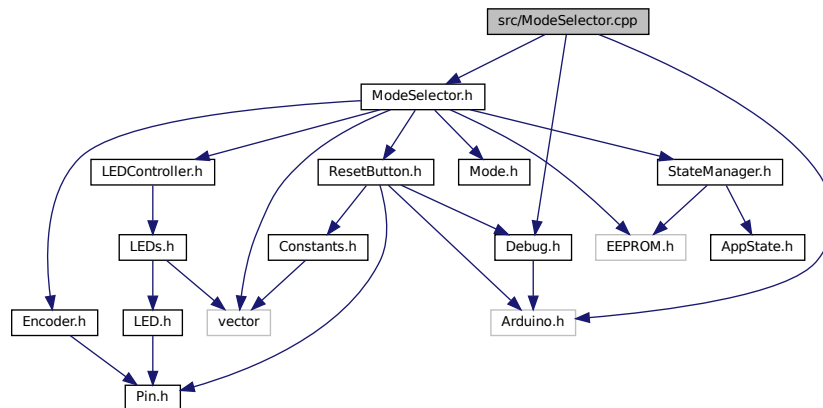 src/ModeSelector.cpp
ModeSelector.h
LEDController.h
ResetButton.h
Mode.h
StateManager.h
LEDs.h
Constants.h
Debug.h
EEPROM.h
AppState.h
Encoder.h
LED.h
vector
Arduino.h
Pin.h